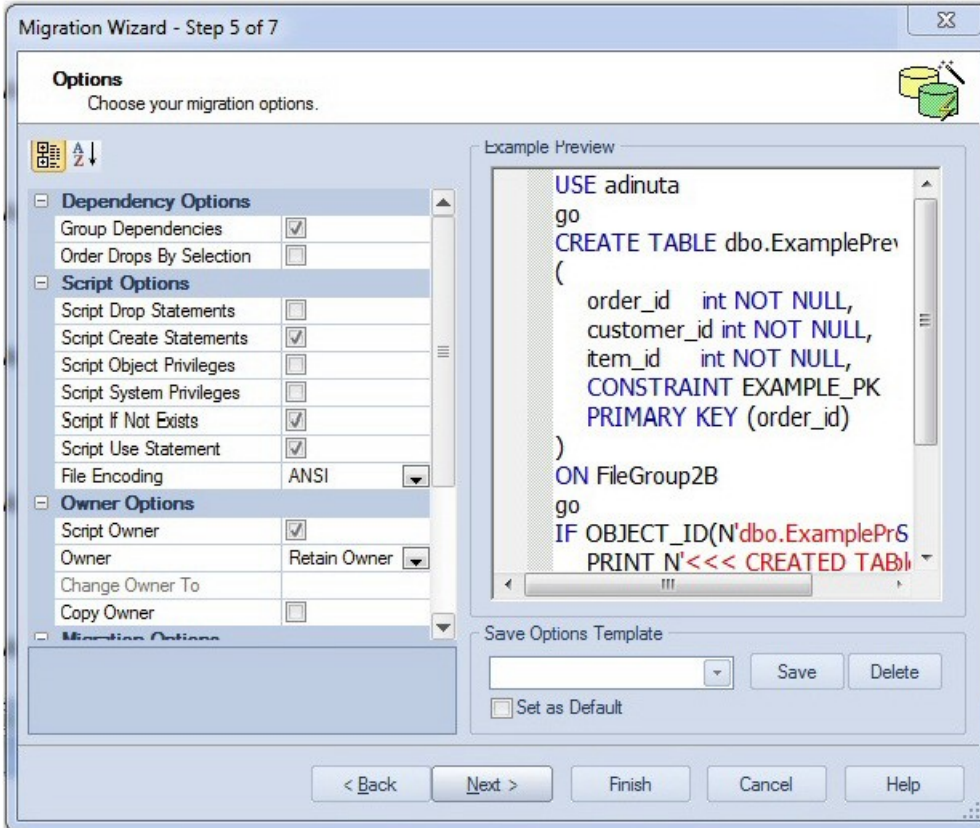 Migration Wizard - Step 5 of 7
Options
Choose your migration options.
Dependency Options
Group Dependencies
Order Drops By Selection
Script Options
Script Drop Statements
Script Create Statements
Script Object Privileges
Script System Privileges
Script If Not Exists
Script Use Statement
File Encoding ANSI
Owner Options
Script Owner
Owner Retain Owner
Change Owner To
Copy Owner
Migration Options
Example Preview
USE adinuta
go
CREATE TABLE dbo.ExamplePrev
(
order_id int NOT NULL,
customer_id int NOT NULL,
item_id int NOT NULL,
CONSTRAINT EXAMPLE_PK
PRIMARY KEY (order_id)
)
ON FileGroup2B
go
IF OBJECT_ID(N'dbo.ExamplePr
PRINT N'<<< CREATED TABL
Save Options Template
Save Delete
Set as Default
< Back Next > Finish Cancel Help